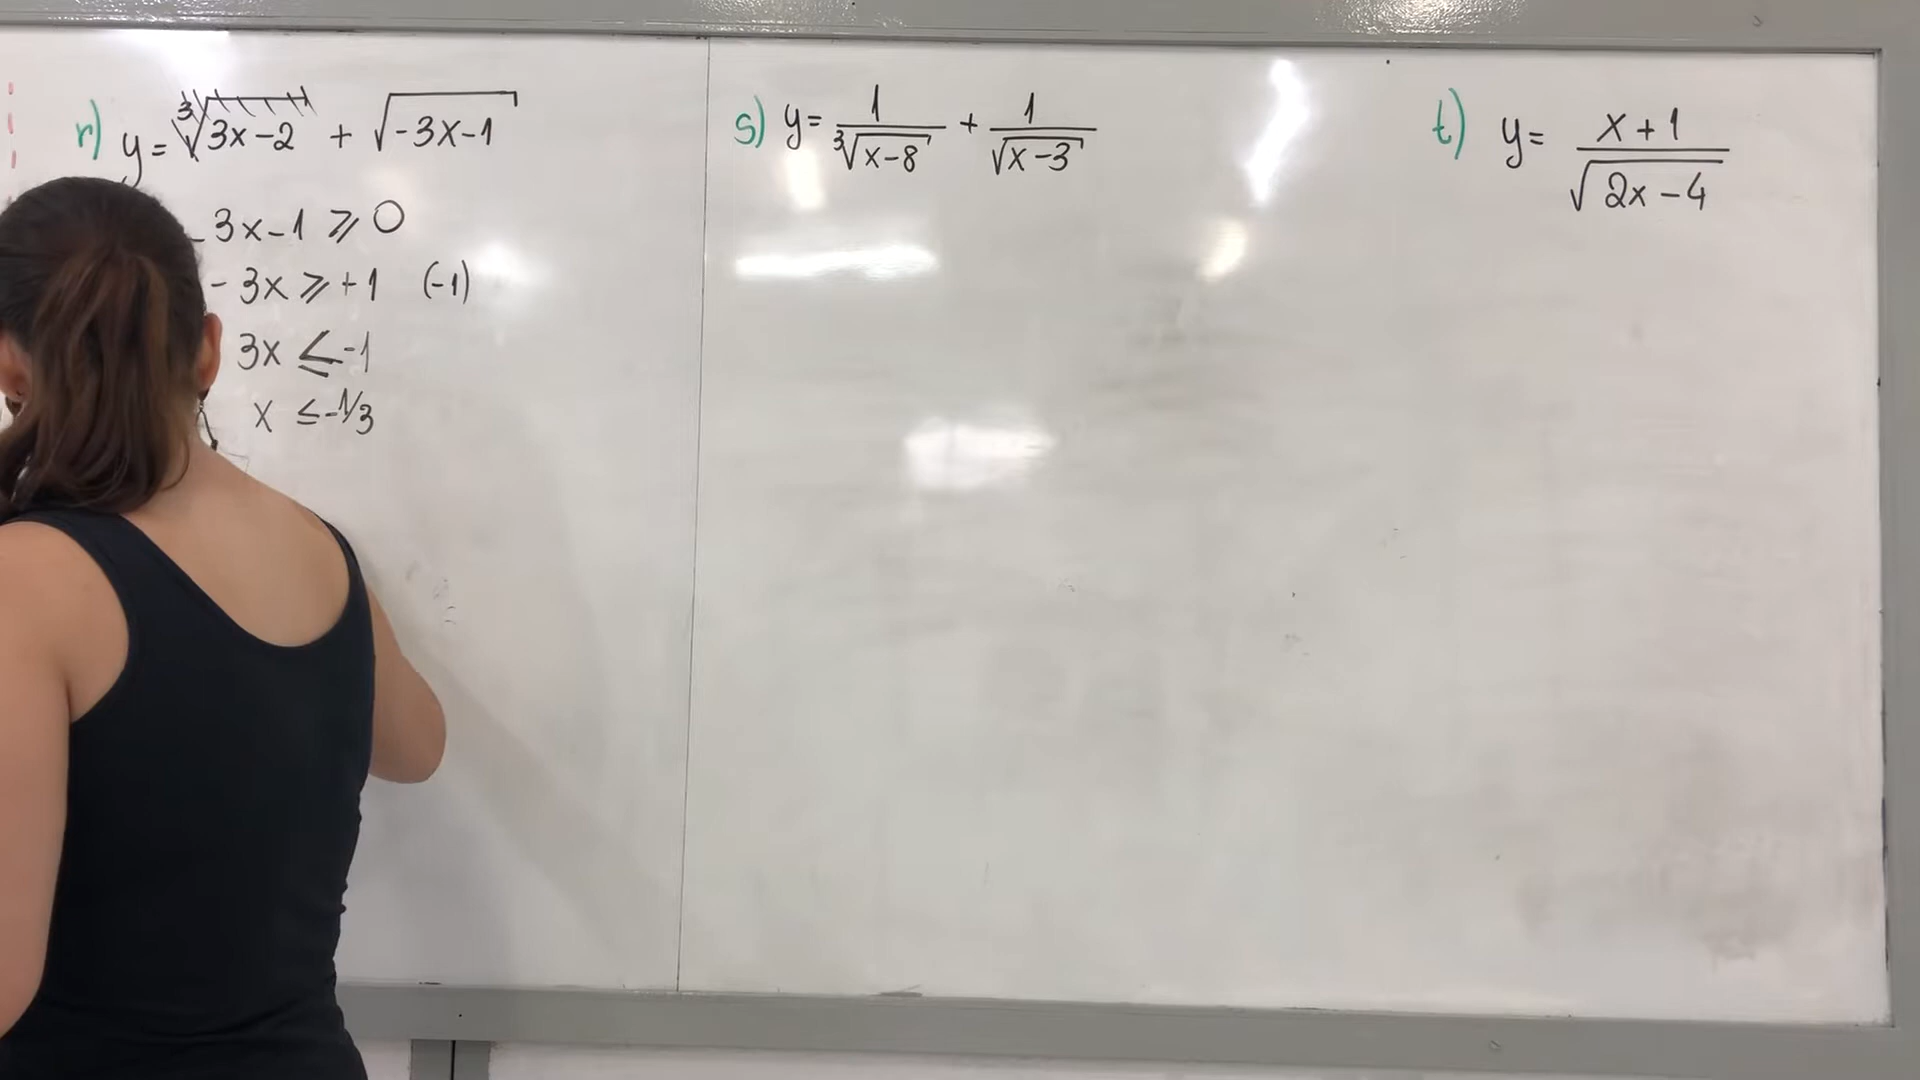 r) y = ∛(3x-2) + √(-3x-1)
-3x-1 ≥ 0
-3x ≥ +1 (-1)
3x ≤ -1
x ≤ -1/3
s) y = 1/∛(x-8) + 1/√(x-3)
t) y = (x+1)/√(2x-4)